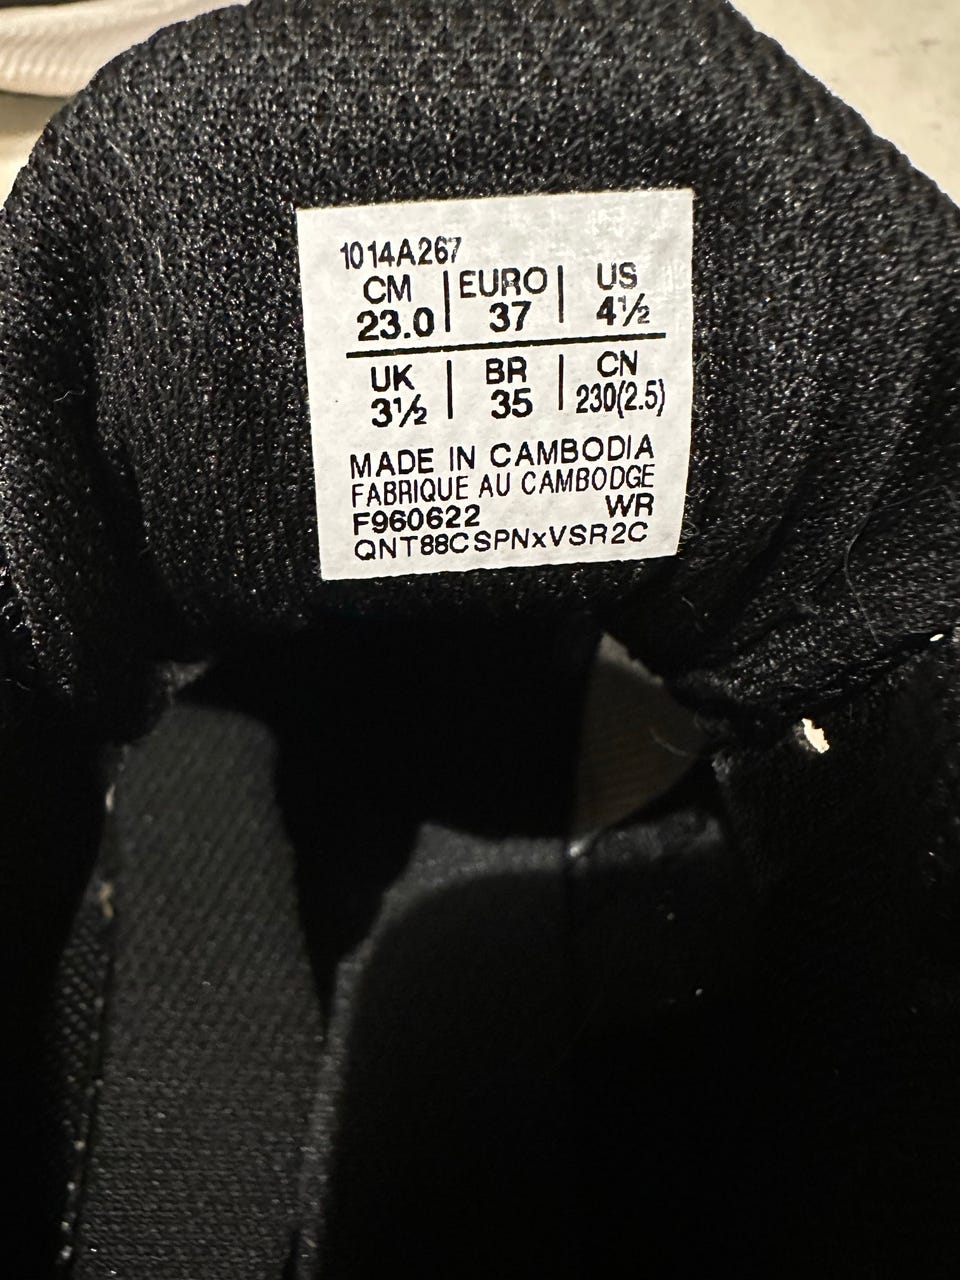 1014A267
CM | EURO | US
23.0 | 37 | 4½
UK | BR | CN
3½ | 35 | 230(2.5)
MADE IN CAMBODIA
FABRIQUE AU CAMBODGE
F960622 WR
QNT88CSPNxVSR2C